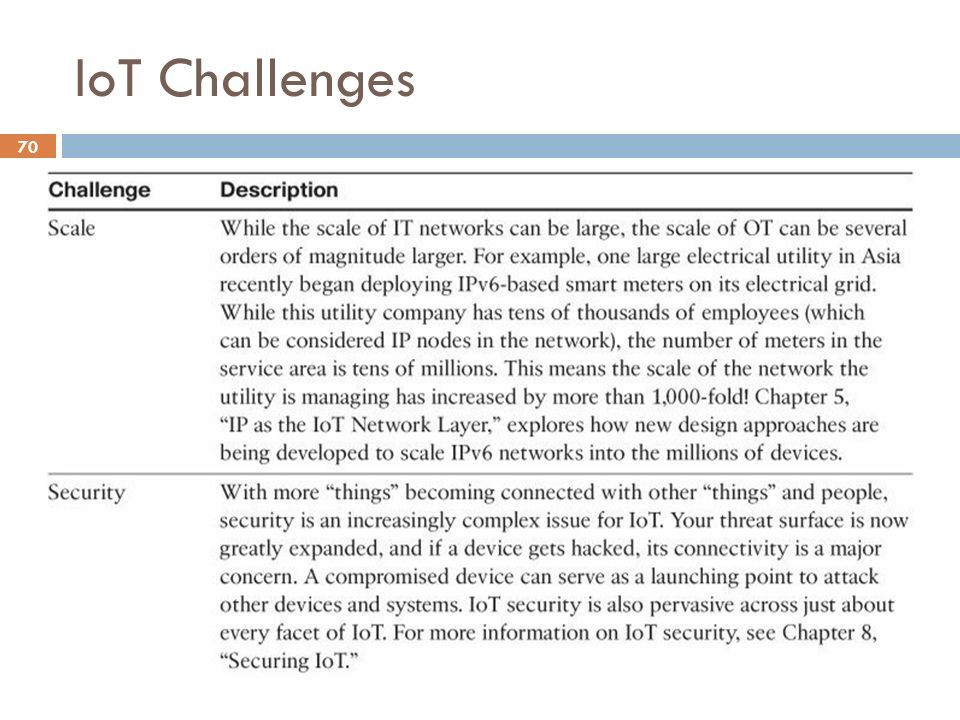 IoT Challenges
70
Challenge Description
Scale While the scale of IT networks can be large, the scale of OT can be several
orders of magnitude larger. For example, one large electrical utility in Asia
recently began deploying IPv6-based smart meters on its electrical grid.
While this utility company has tens of thousands of employees (which
can be considered IP nodes in the network), the number of meters in the
service area is tens of millions. This means the scale of the network the
utility is managing has increased by more than 1,000-fold! Chapter 5,
“IP as the IoT Network Layer,” explores how new design approaches are
being developed to scale IPv6 networks into the millions of devices.
Security With more “things” becoming connected with other “things” and people,
security is an increasingly complex issue for IoT. Your threat surface is now
greatly expanded, and if a device gets hacked, its connectivity is a major
concern. A compromised device can serve as a launching point to attack
other devices and systems. IoT security is also pervasive across just about
every facet of IoT. For more information on IoT security, see Chapter 8,
“Securing IoT.”